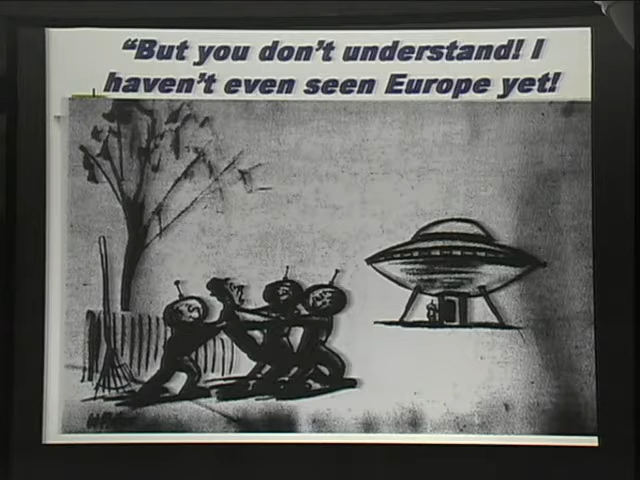 “But you don’t understand! I
haven’t even seen Europe yet!